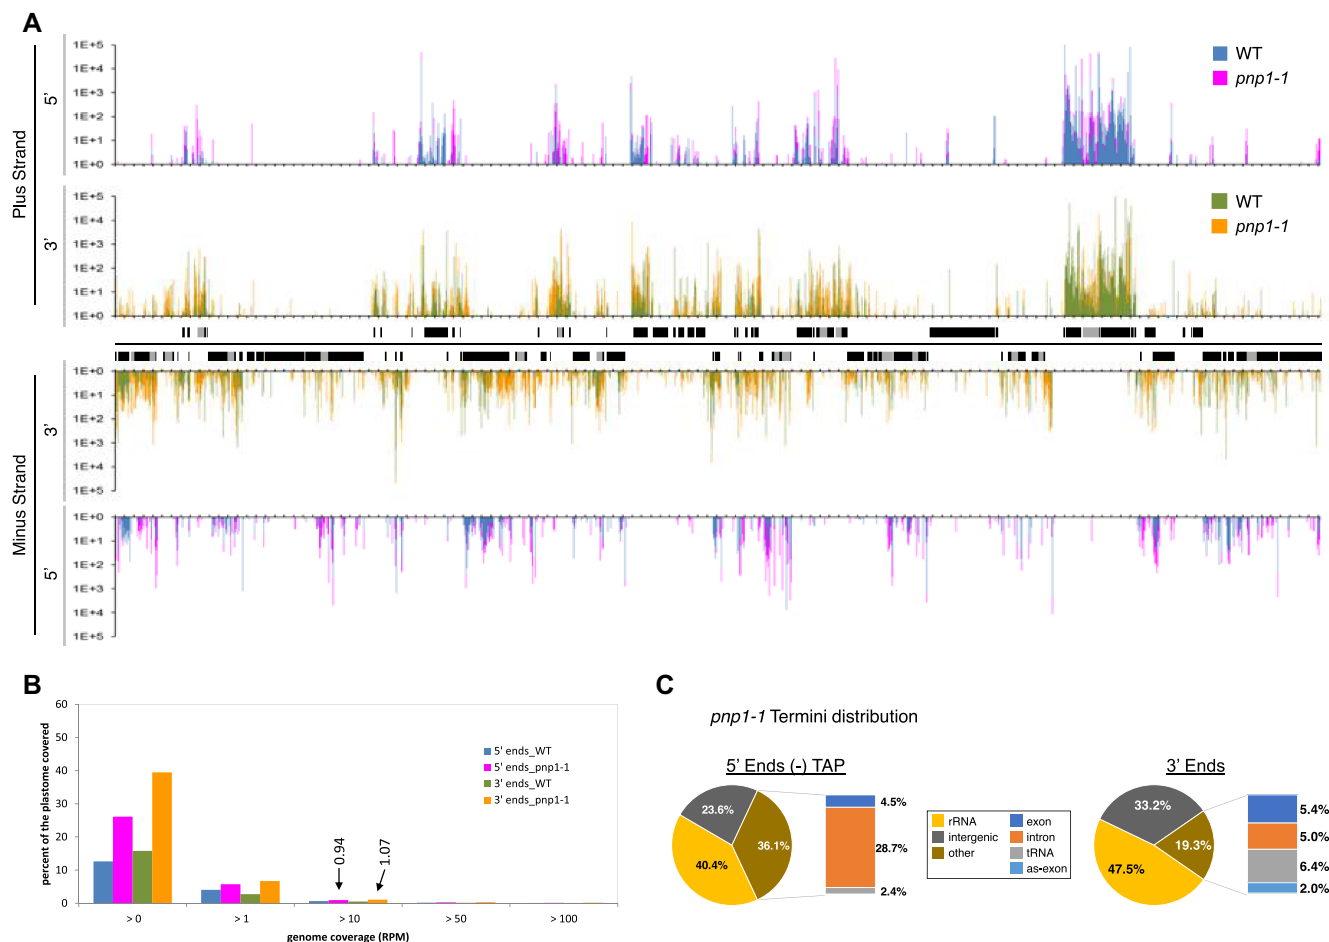 A
Plus Strand
5'
1E+5
1E+4
1E+3
1E+2
1E+1
1E+0
WT
pnp1-1
3'
1E+5
1E+4
1E+3
1E+2
1E+1
1E+0
WT
pnp1-1
Minus Strand
3'
1E+0
1E+1
1E+2
1E+3
1E+4
1E+5
5'
1E+0
1E+1
1E+2
1E+3
1E+4
1E+5
B
percent of the plastome covered
60
50
40
30
20
10
0
5' ends_WT
5' ends_pnp1-1
3' ends_WT
3' ends_pnp1-1
0.94
1.07
> 0
> 1
> 10
> 50
> 100
genome coverage (RPM)
C
pnp1-1 Termini distribution
5' Ends (-) TAP
23.6%
36.1%
40.4%
4.5%
28.7%
2.4%
rRNA
intergenic
other
exon
intron
tRNA
as-exon
3' Ends
33.2%
19.3%
47.5%
5.4%
5.0%
6.4%
2.0%